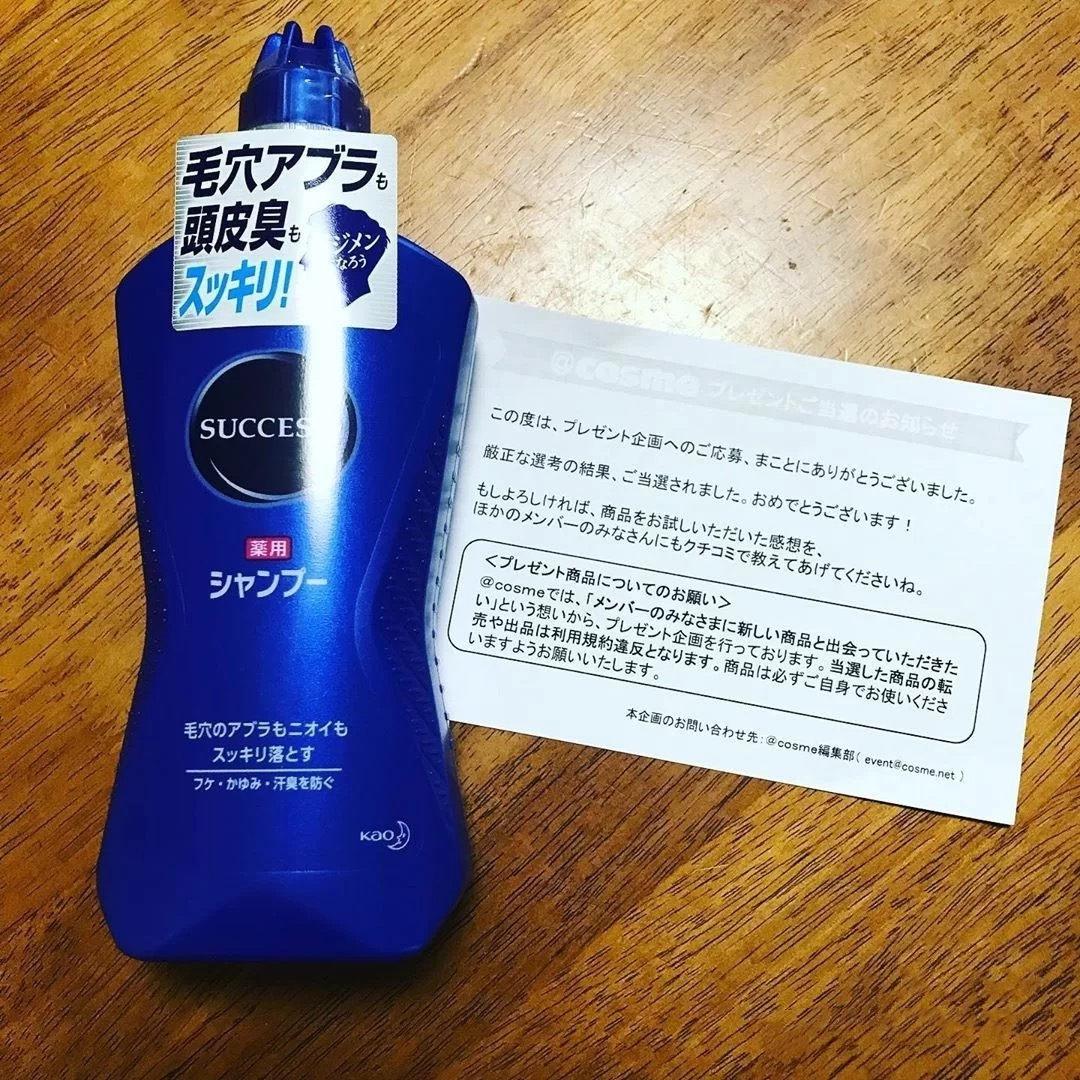 毛穴アブラも
頭皮臭も
スッキリ!
ジメン
なろう
SUCCES
薬用
シャンプー
毛穴のアブラもニオイも
スッキリ落とす
フケ・かゆみ・汗臭を防ぐ
Kao
@cosme プレゼントご当選のお知らせ
この度は、プレゼント企画へのご応募、まことにありがとうございました。
厳正な選考の結果、ご当選されました。おめでとうございます！
もしよろしければ、商品をお試しいただいた感想を、
ほかのメンバーのみなさんにもクチコミで教えてあげてくださいね。
＜プレゼント商品についてのお願い＞
＠cosmeでは、「メンバーのみなさまに新しい商品と出会っていただきた
い」という想いから、プレゼント企画を行っております。当選した商品の転
売や出品は利用規約違反となります。商品は必ずご自身でお使いくださ
いますようお願いいたします。
本企画のお問い合わせ先：＠cosme編集部（ event@cosme.net ）